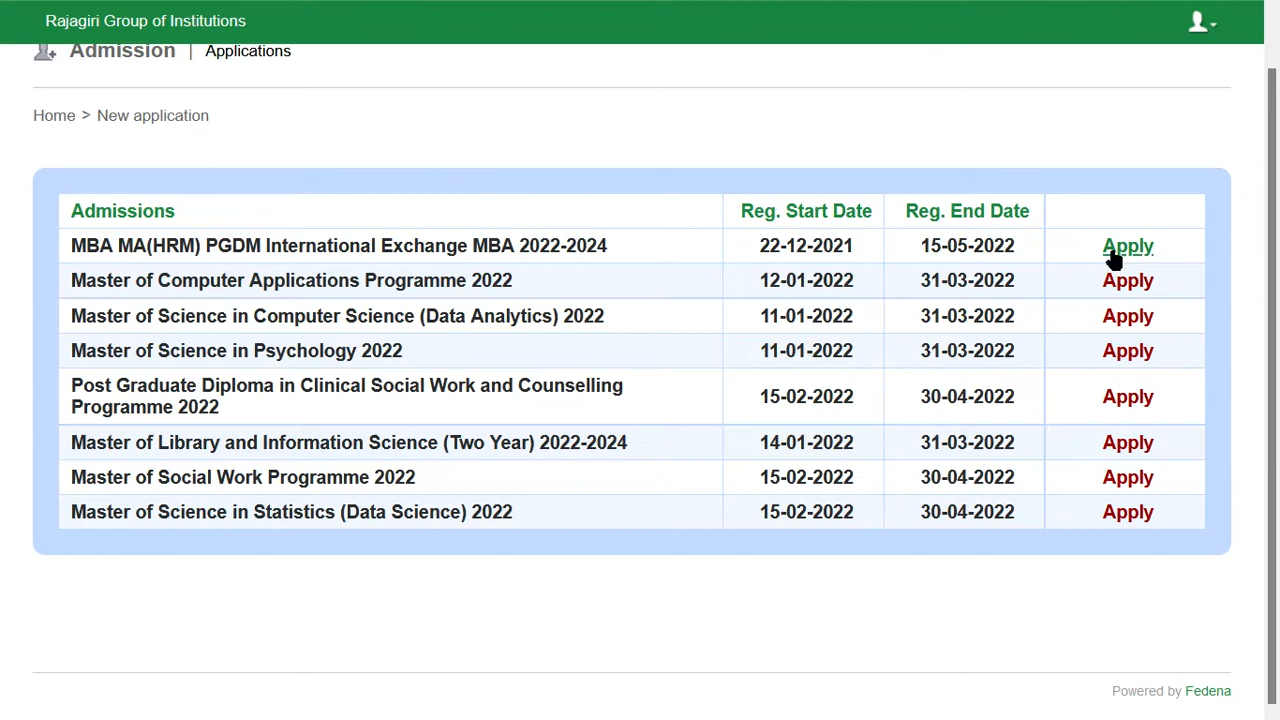 Rajagiri Group of Institutions
Admission | Applications
Home > New application
Admissions Reg. Start Date Reg. End Date
MBA MA(HRM) PGDM International Exchange MBA 2022-2024 22-12-2021 15-05-2022 Apply
Master of Computer Applications Programme 2022 12-01-2022 31-03-2022 Apply
Master of Science in Computer Science (Data Analytics) 2022 11-01-2022 31-03-2022 Apply
Master of Science in Psychology 2022 11-01-2022 31-03-2022 Apply
Post Graduate Diploma in Clinical Social Work and Counselling
Programme 2022 15-02-2022 30-04-2022 Apply
Master of Library and Information Science (Two Year) 2022-2024 14-01-2022 31-03-2022 Apply
Master of Social Work Programme 2022 15-02-2022 30-04-2022 Apply
Master of Science in Statistics (Data Science) 2022 15-02-2022 30-04-2022 Apply
Powered by Fedena